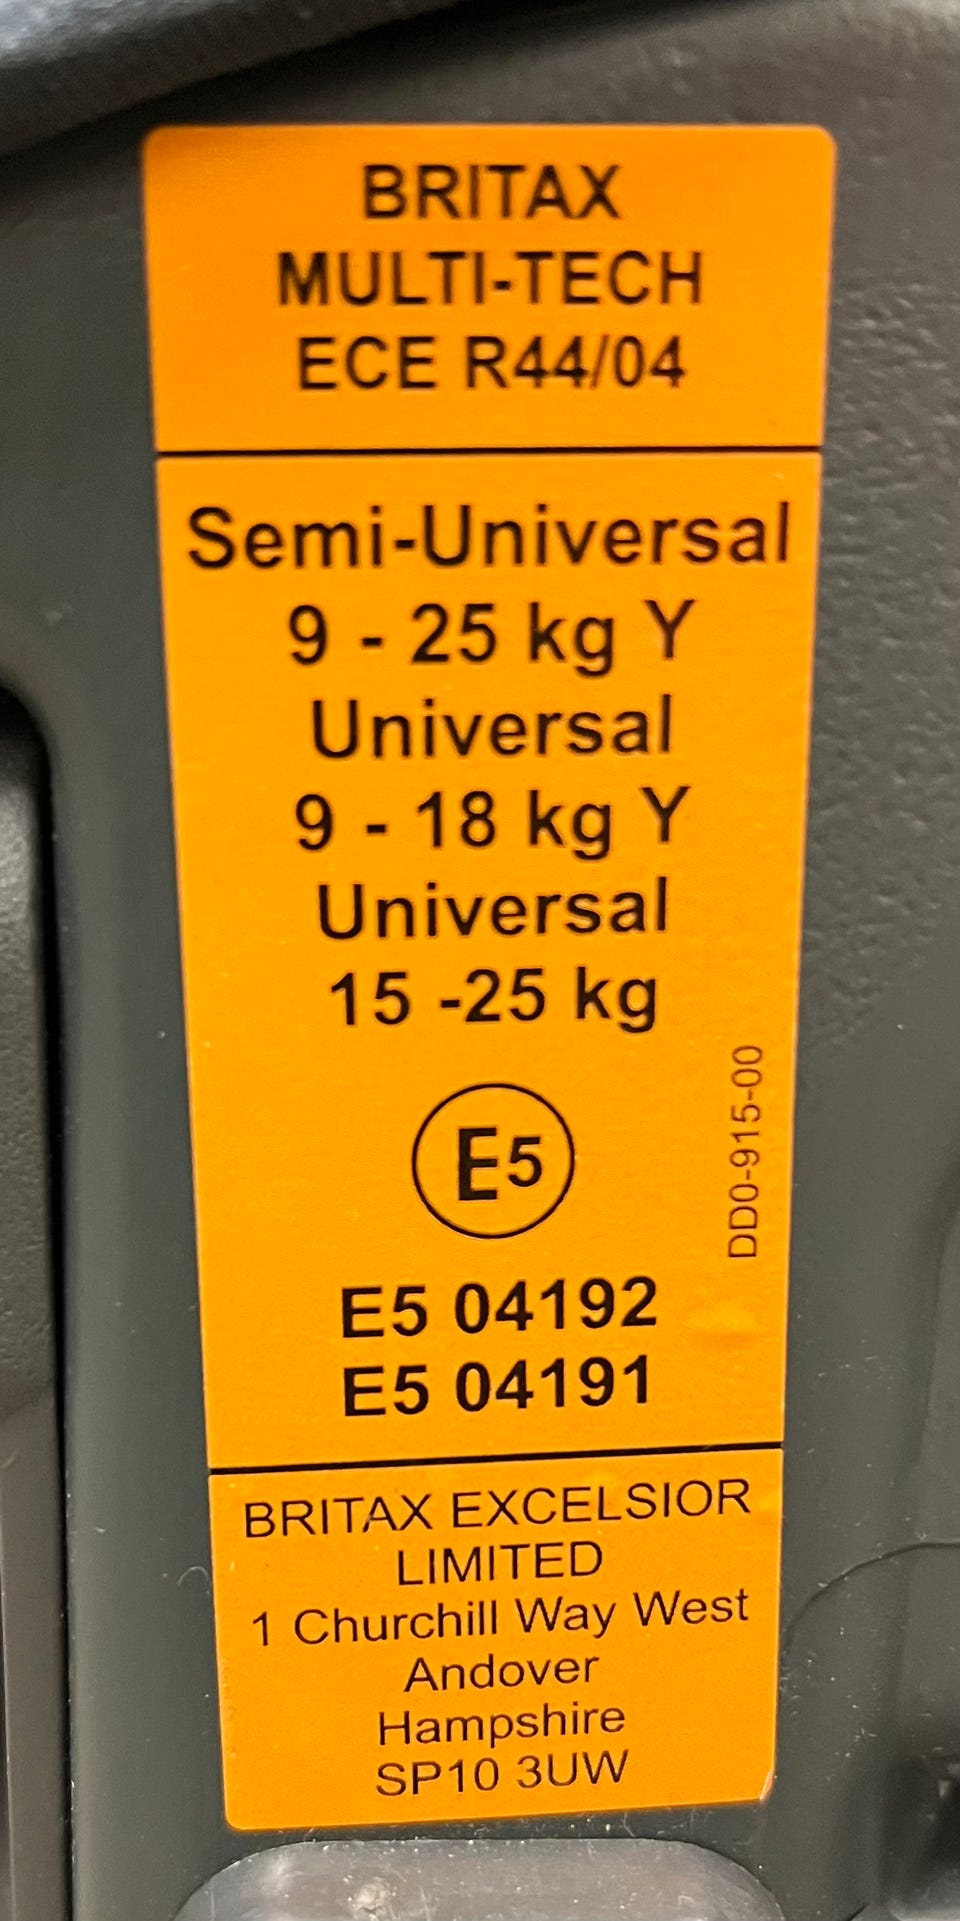 BRITAX
MULTI-TECH
ECE R44/04
Semi-Universal
9 - 25 kg Y
Universal
9 - 18 kg Y
Universal
15 -25 kg
E5
DD0-915-00
E5 04192
E5 04191
BRITAX EXCELSIOR
LIMITED
1 Churchill Way West
Andover
Hampshire
SP10 3UW